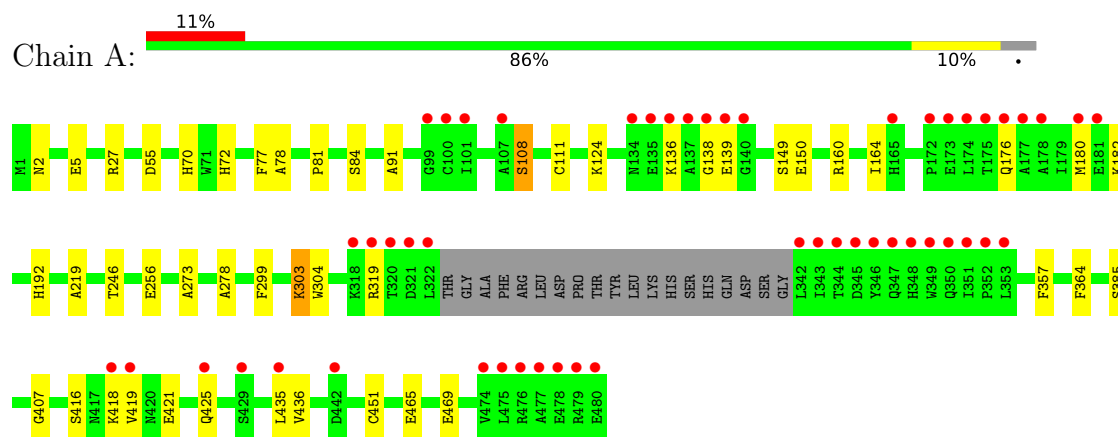 11%
Chain A:
86% 10% •
M1 N2 E5 R27 D55 H70 W71 H72 F77 A78 P81 S84 A91 G99 C100 I101 A107 S108 C111 K124 N134 E135 K136 A137 G138 E139 G140 S149 E150 R160 I164 H165 P172 E173 L174 T175 Q176 A177 A178 I179 M180 E181 K182
H192 A219 T246 E256 A273 A278 F299 K303 W304 K318 R319 T320 D321 L322 THR GLY ALA PHE ARG LEU ASP PRO THR TYR LEU LYS HIS SER HIS GLN ASP SER GLY L342 I343 T344 D345 Y346 Q347 H348 W349 Q350 I351 P352 L353 F357 F364 S385
G407 S416 N417 K418 V419 N420 E421 Q425 S429 L435 V436 D442 C451 E465 E469 V474 L475 R476 A477 E478 R479 E480